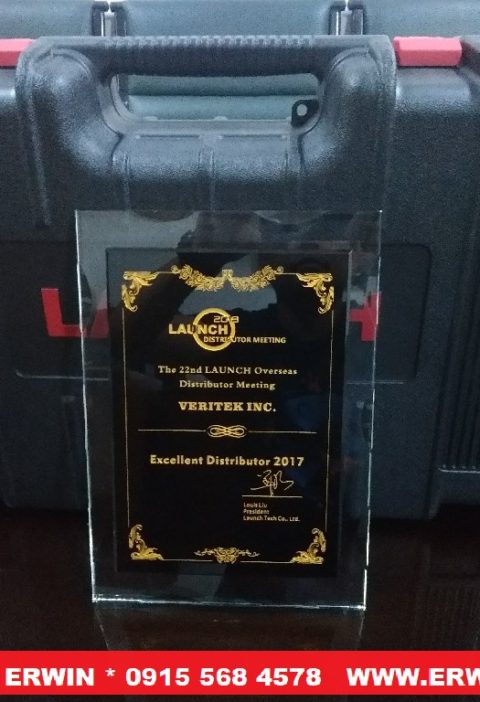 2018
LAUNCH
DISTRIBUTOR MEETING
The 22nd LAUNCH Overseas
Distributor Meeting
VERITEK INC.
Excellent Distributor 2017
Louis Liu
President
Launch Tech Co., Ltd.
ERWIN * 0915 568 4578 WWW.ERW